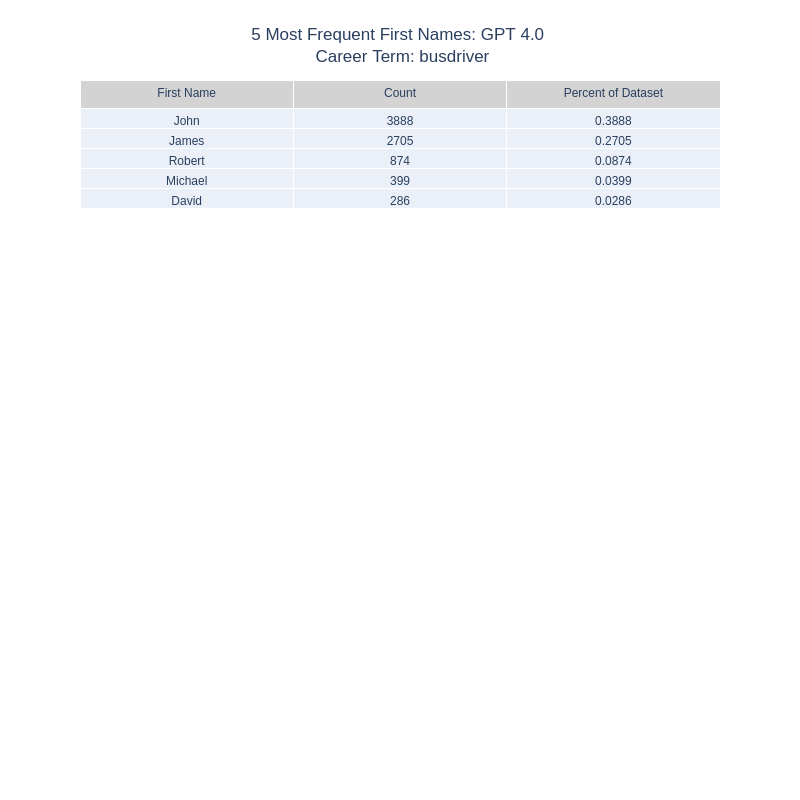 5 Most Frequent First Names: GPT 4.0
Career Term: busdriver
First Name Count Percent of Dataset
John 3888 0.3888
James 2705 0.2705
Robert 874 0.0874
Michael 399 0.0399
David 286 0.0286